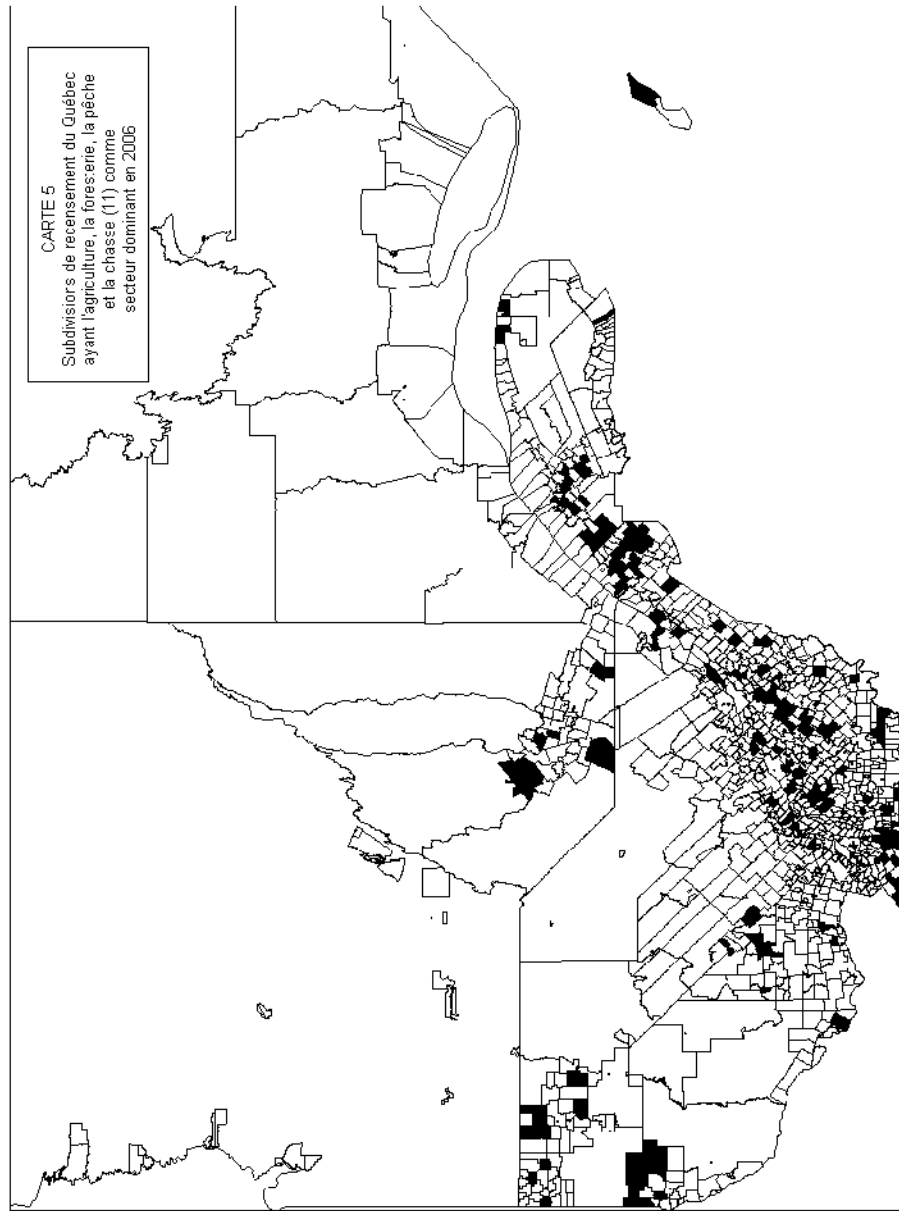 CARTE 5
Subdivisions de recensement du Québec
ayant l'agriculture, la foresterie, la pêche
et la chasse (11) comme
secteur dominant en 2006